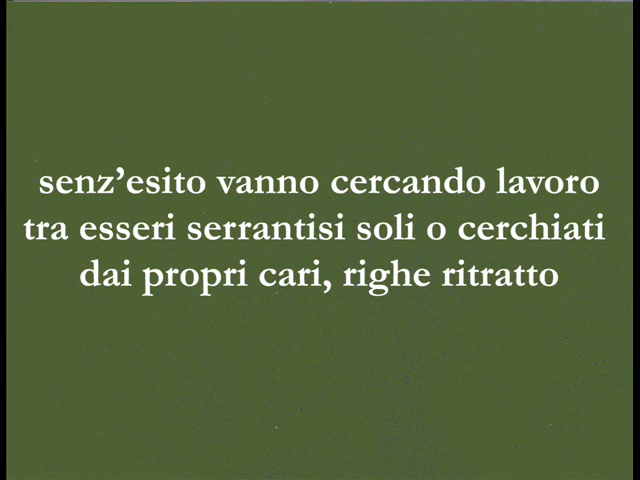 senz’esito vanno cercando lavoro
tra esseri serrantisi soli o cerchiati
dai propri cari, righe ritratto